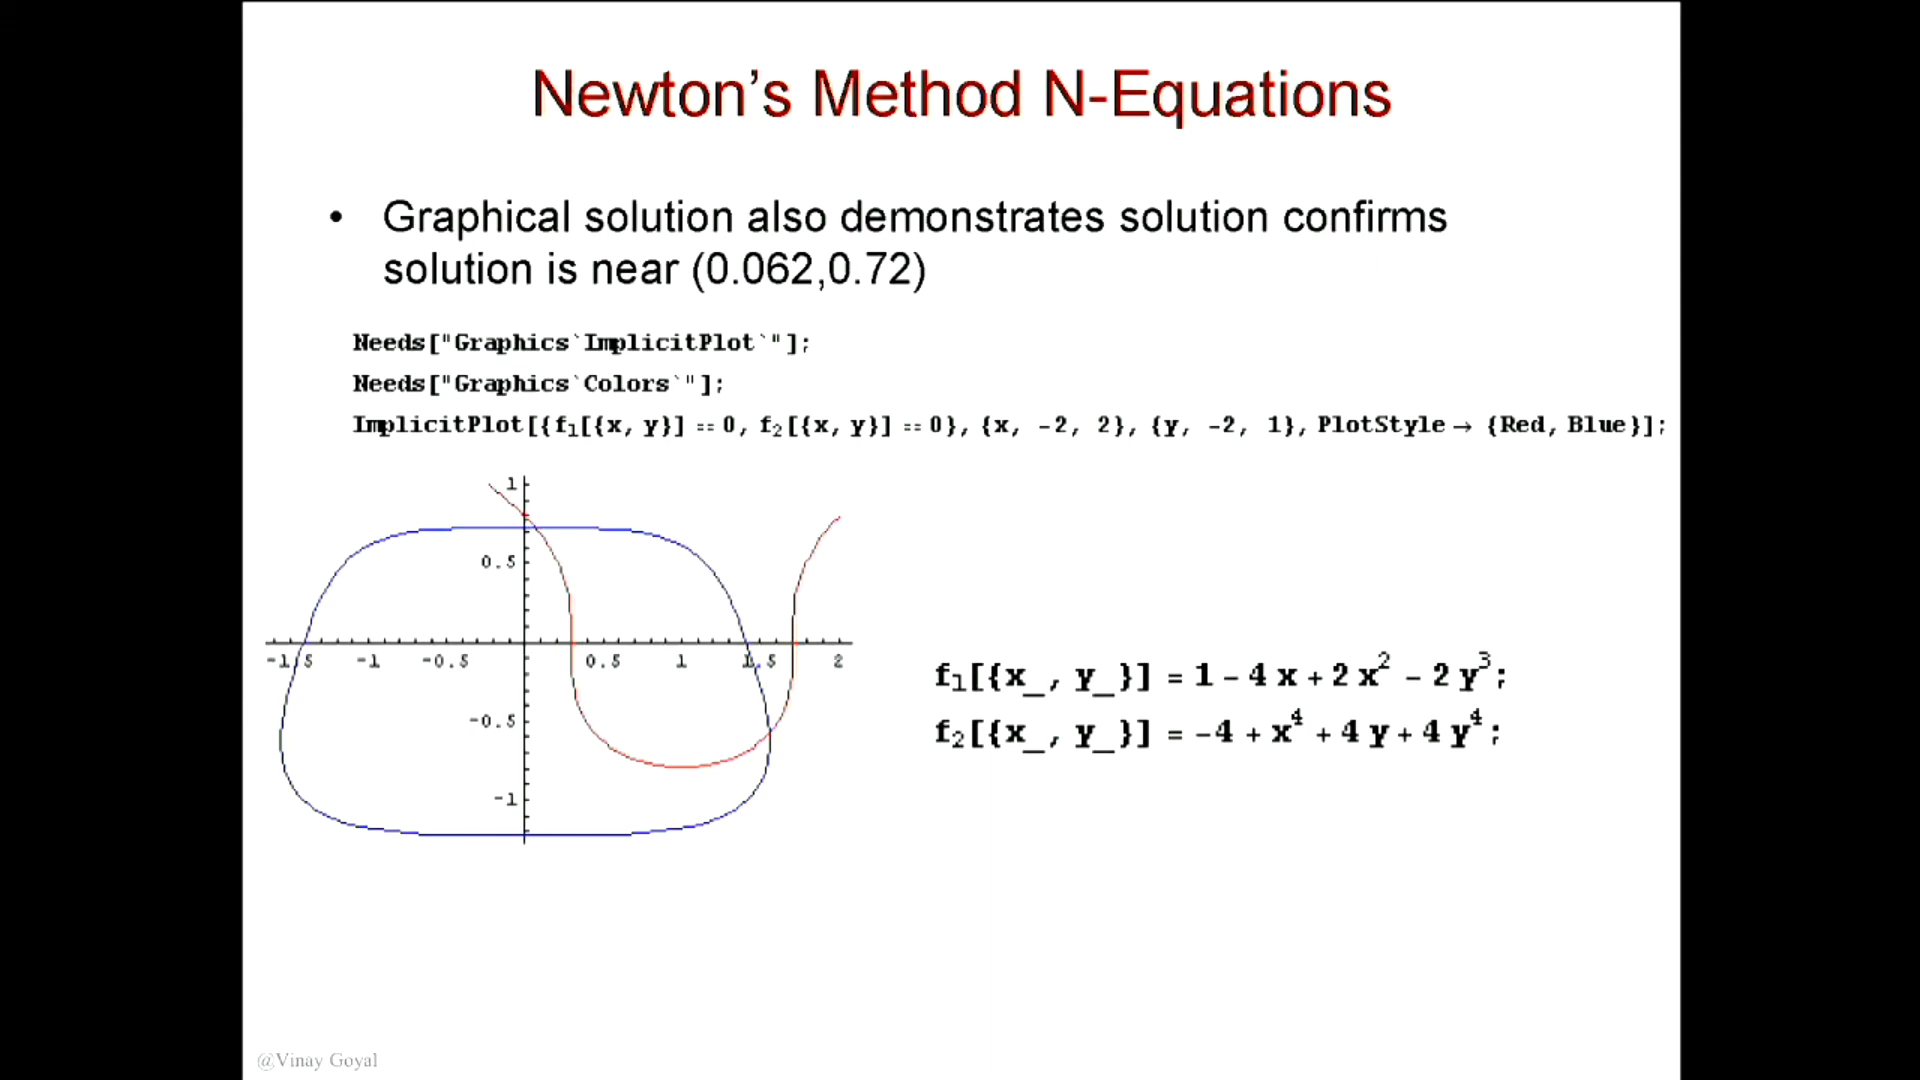 Newton's Method N-Equations
• Graphical solution also demonstrates solution confirms
solution is near (0.062,0.72)
Needs["Graphics`ImplicitPlot`"];
Needs["Graphics`Colors`"];
ImplicitPlot[{f₁[{x, y}] == 0, f₂[{x, y}] == 0}, {x, -2, 2}, {y, -2, 1}, PlotStyle → {Red, Blue}];
1
0.5
-1.5 -1 -0.5 0.5 1 1.5 2
-0.5
-1
f₁[{x_, y_}] = 1 - 4 x + 2 x² - 2 y³;
f₂[{x_, y_}] = -4 + x⁴ + 4 y + 4 y⁴;
@Vinay Goyal